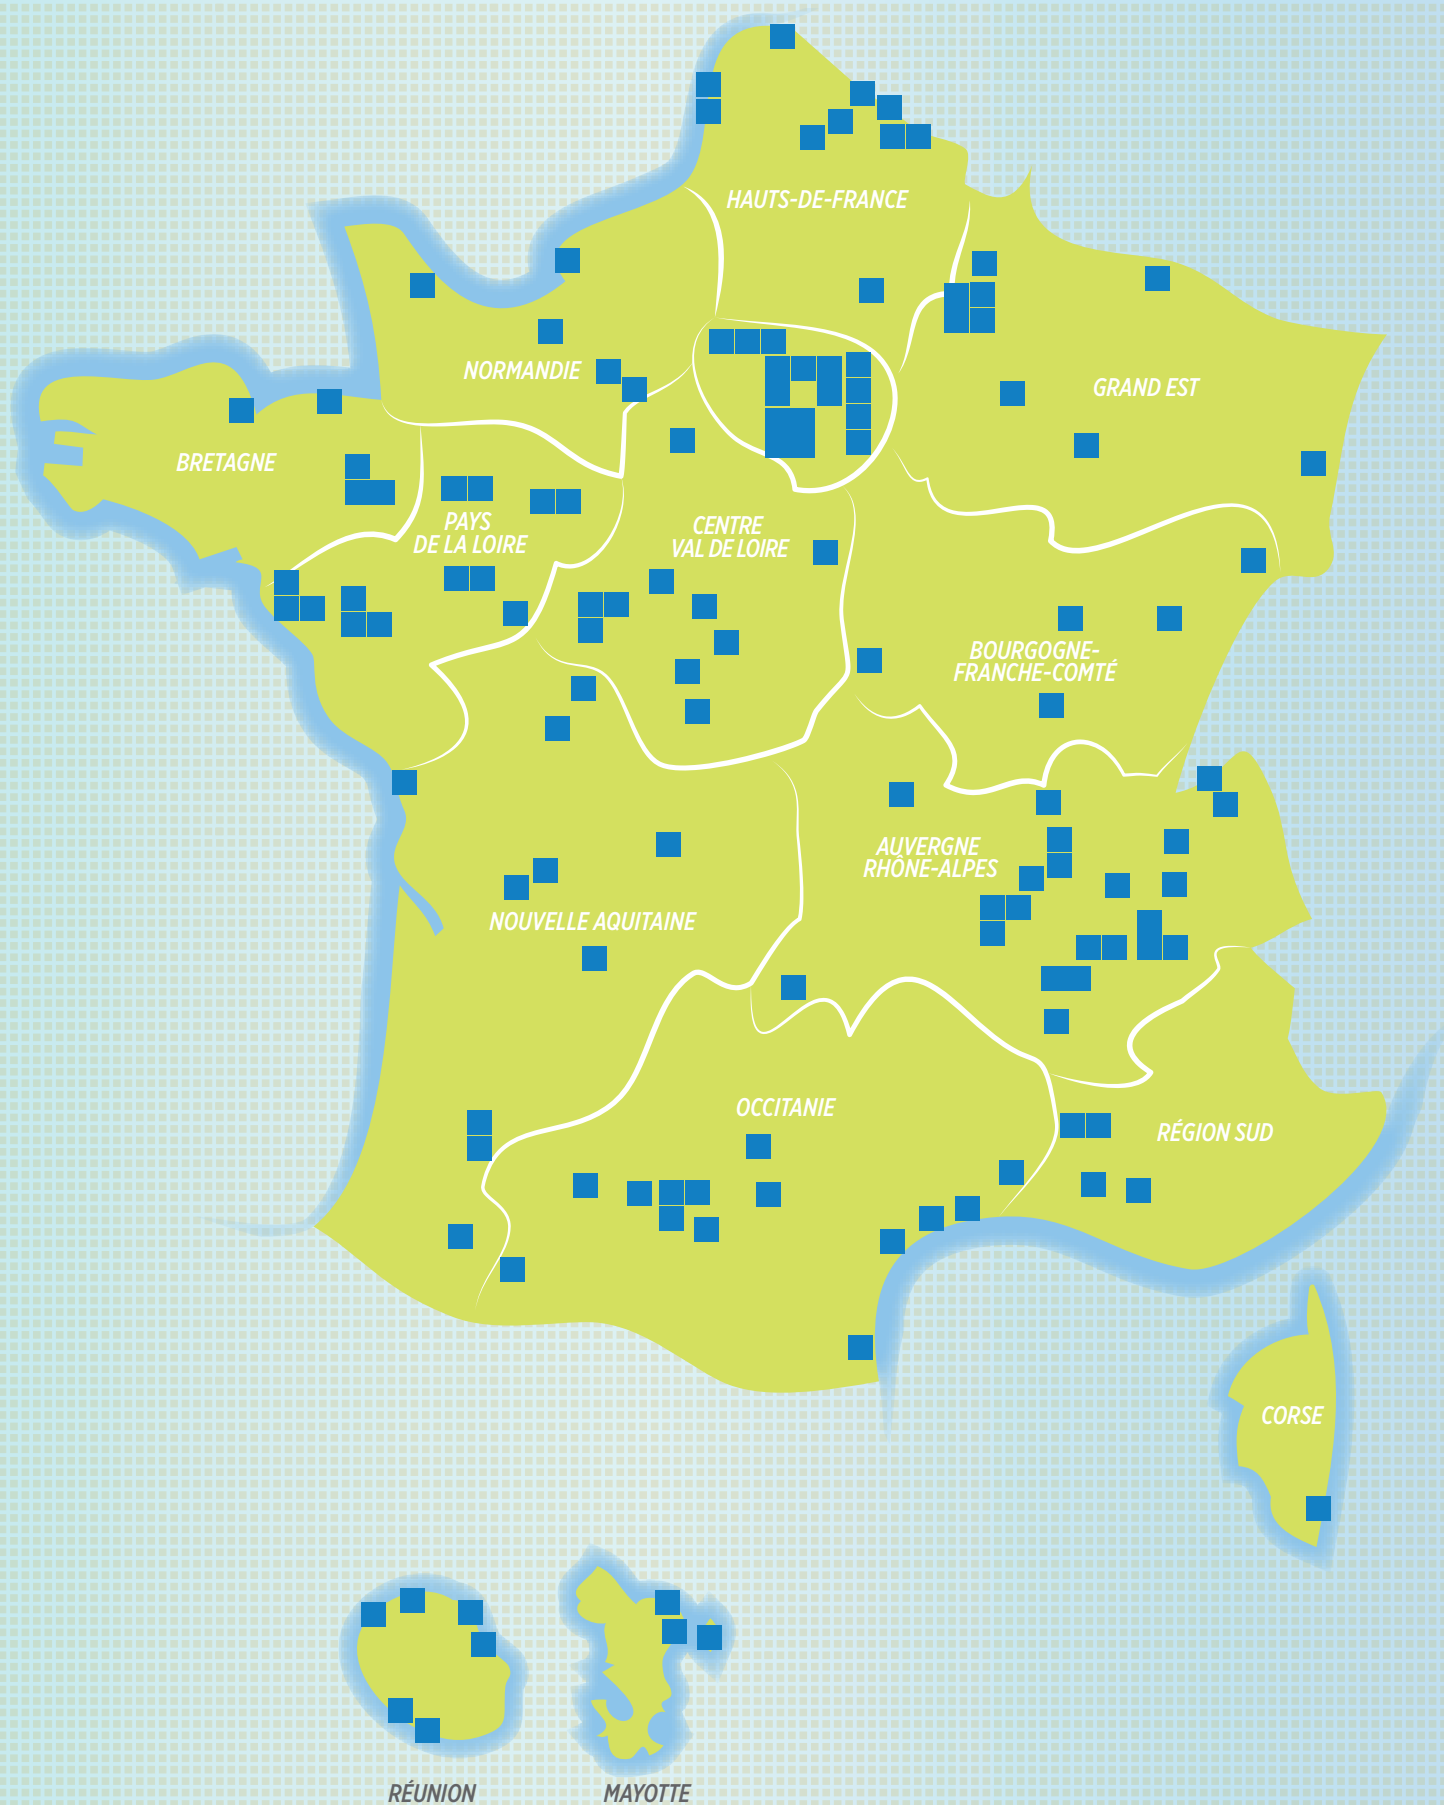 HAUTS-DE-FRANCE
NORMANDIE
GRAND EST
BRETAGNE
PAYS
DE LA LOIRE
CENTRE
VAL DE LOIRE
BOURGOGNE-
FRANCHE-COMTÉ
AUVERGNE
RHÔNE-ALPES
NOUVELLE AQUITAINE
OCCITANIE
RÉGION SUD
CORSE
RÉUNION
MAYOTTE